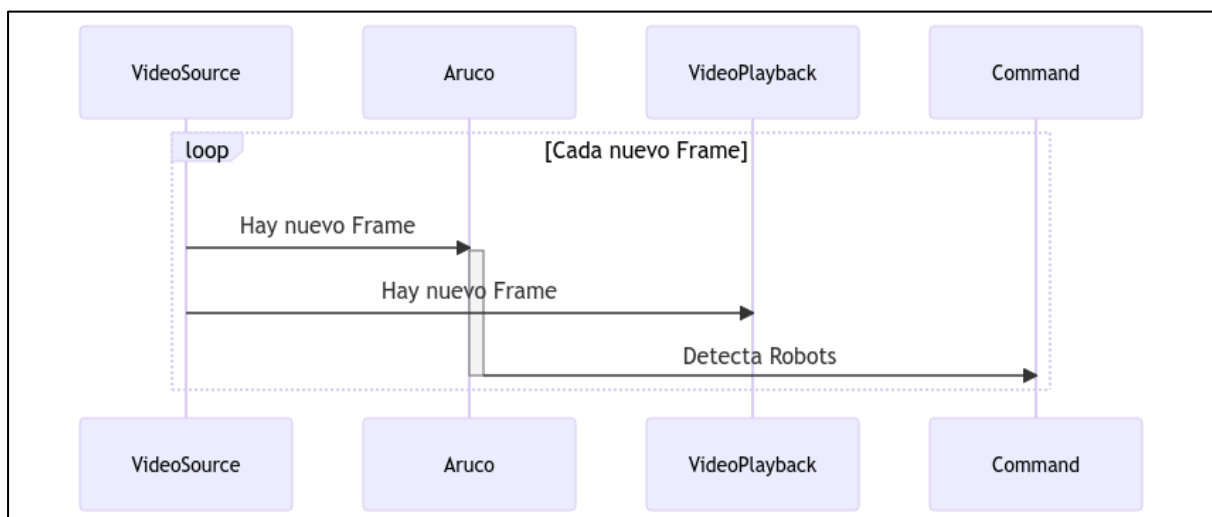 VideoSource
Aruco
VideoPlayback
Command
loop
[Cada nuevo Frame]
Hay nuevo Frame
Hay nuevo Frame
Detecta Robots
VideoSource
Aruco
VideoPlayback
Command